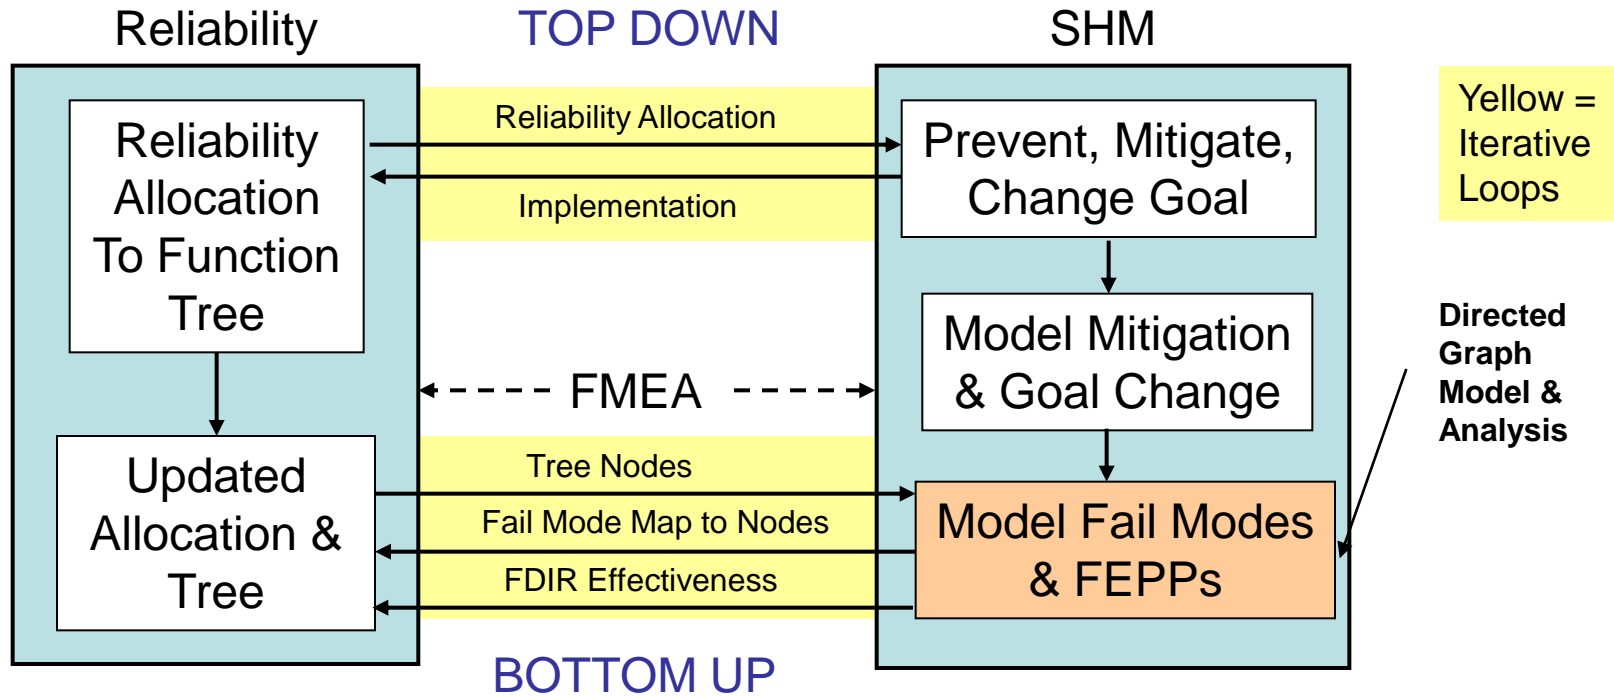 Reliability
TOP DOWN
SHM
Reliability
Allocation
To Function
Tree
Reliability Allocation
Implementation
Prevent, Mitigate,
Change Goal
Yellow =
Iterative
Loops
Model Mitigation
& Goal Change
FMEA
Directed
Graph
Model &
Analysis
Updated
Allocation &
Tree
Tree Nodes
Fail Mode Map to Nodes
FDIR Effectiveness
Model Fail Modes
& FEPPs
BOTTOM UP